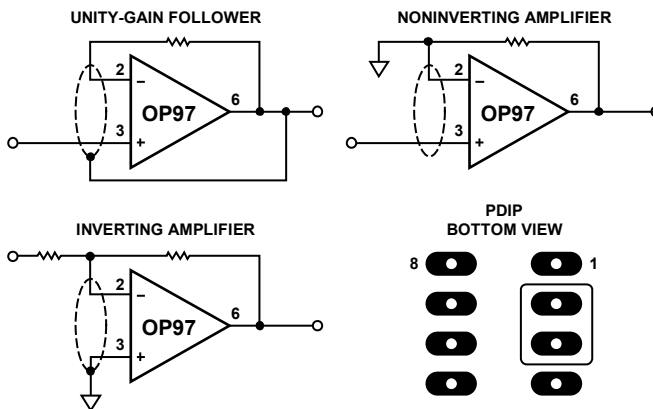 UNITY-GAIN FOLLOWER
2
−
OP97
6
3
+
NONINVERTING AMPLIFIER
2
−
OP97
6
3
+
INVERTING AMPLIFIER
2
−
OP97
6
3
+
PDIP
BOTTOM VIEW
8
1